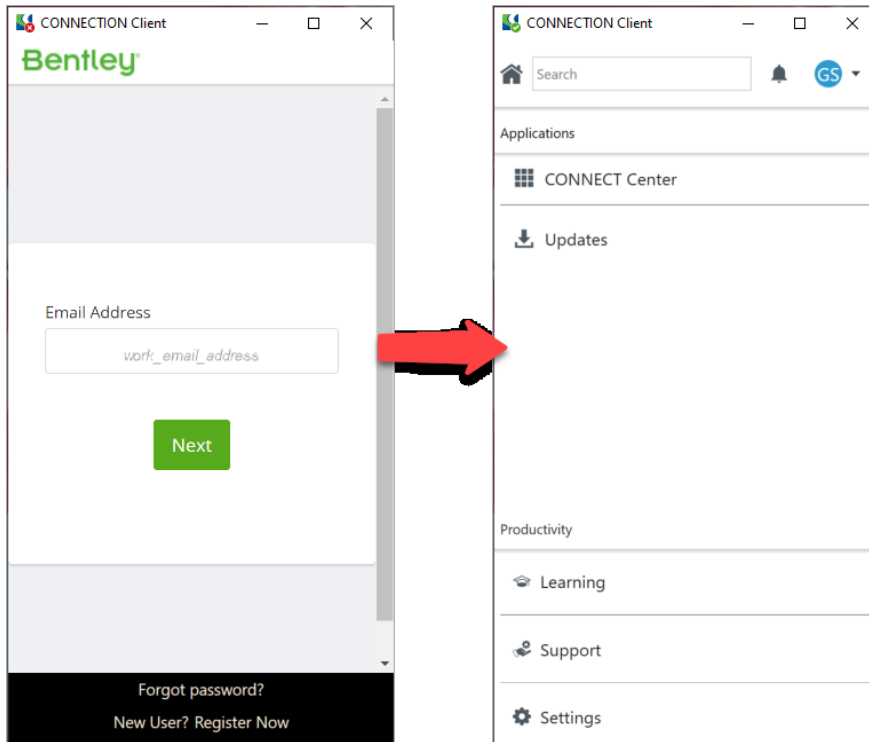 CONNECTION Client
Bentley
Email Address
work_email_address
Next
Forgot password?
New User? Register Now
CONNECTION Client
Search
GS
Applications
CONNECT Center
Updates
Productivity
Learning
Support
Settings